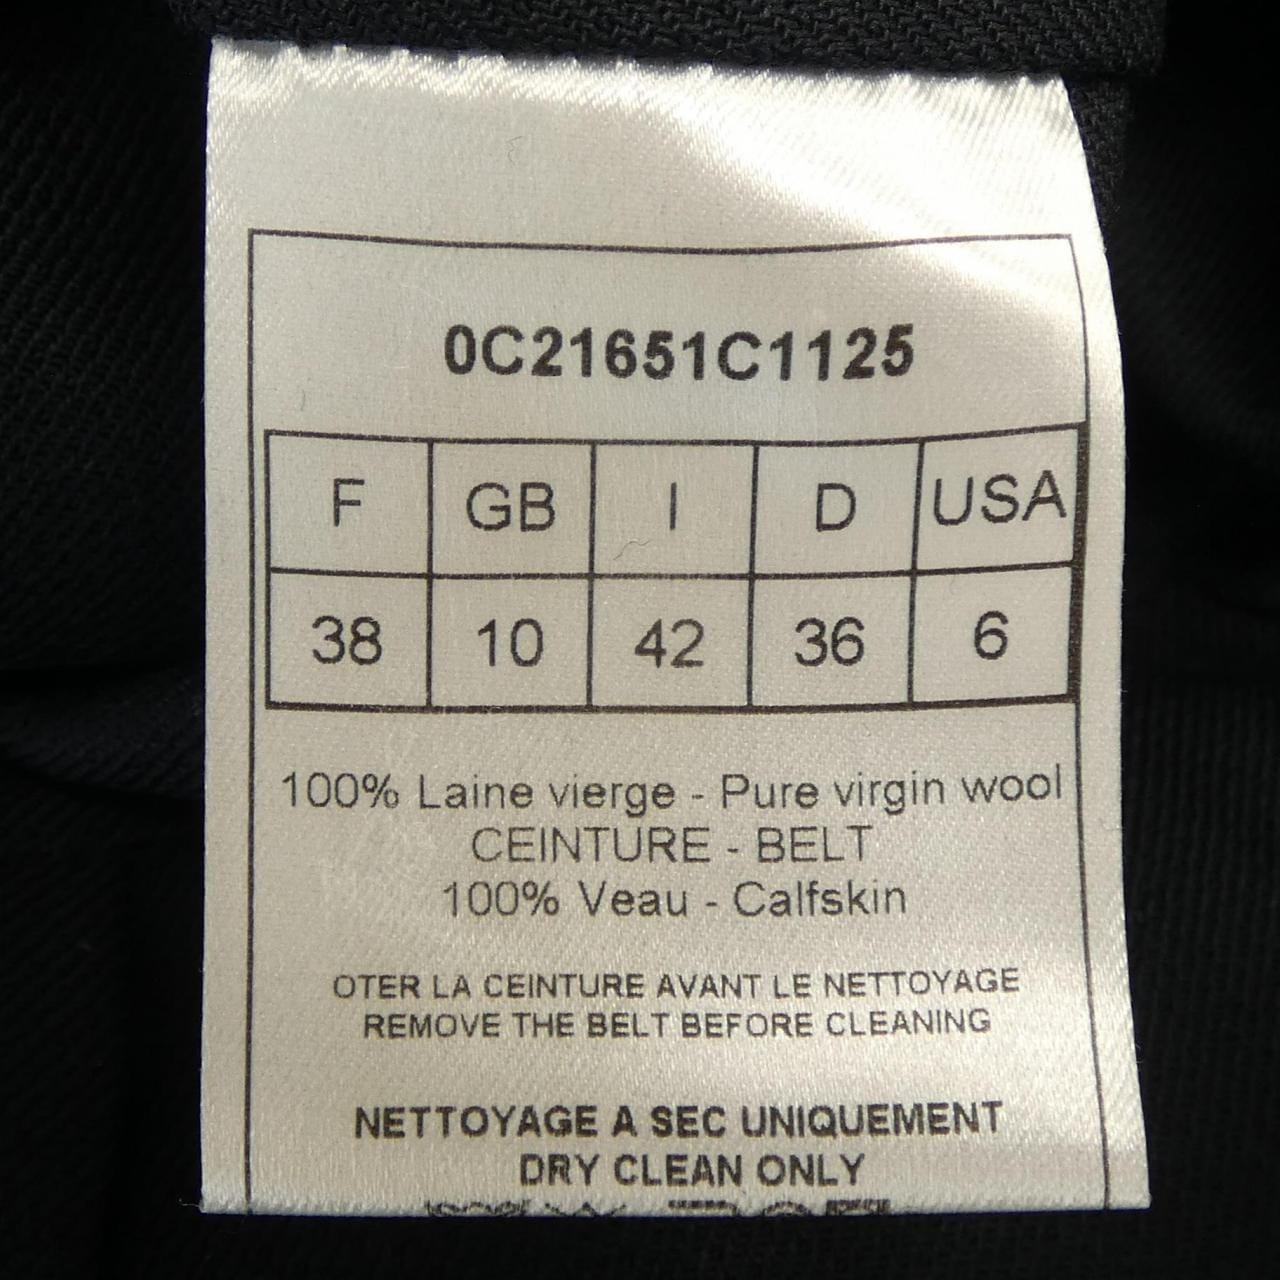 0C21651C1125
F GB I D USA
38 10 42 36 6
100% Laine vierge - Pure virgin wool
CEINTURE - BELT
100% Veau - Calfskin
OTER LA CEINTURE AVANT LE NETTOYAGE
REMOVE THE BELT BEFORE CLEANING
NETTOYAGE A SEC UNIQUEMENT
DRY CLEAN ONLY